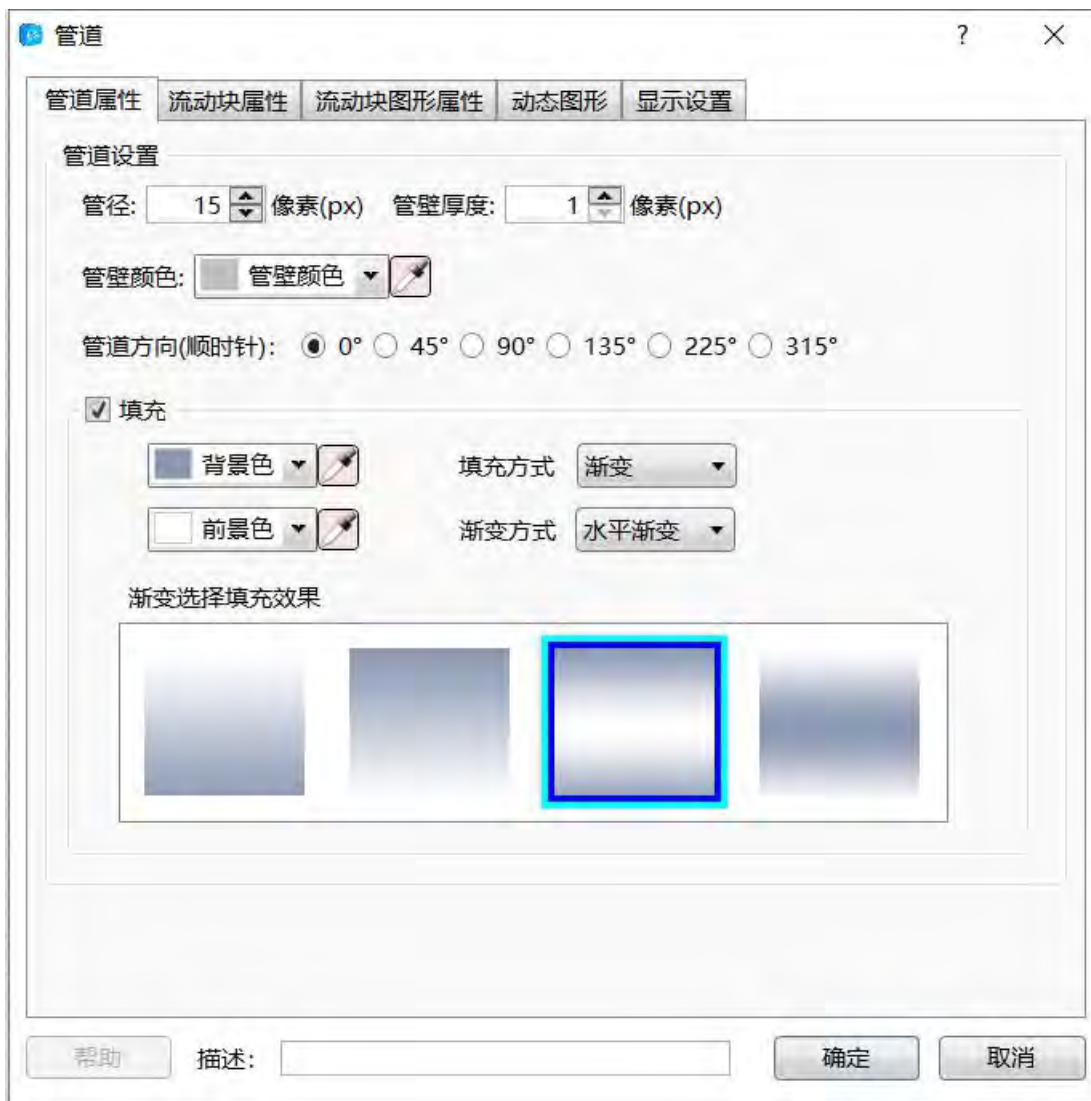 管道 ?
管道属性 流动块属性 流动块图形属性 动态图形 显示设置
管道设置
管径: 15 像素(px) 管壁厚度: 1 像素(px)
管壁颜色: 管壁颜色
管道方向(顺时针): 0° 45° 90° 135° 225° 315°
填充
背景色 填充方式 渐变
前景色 渐变方式 水平渐变
渐变选择填充效果
帮助 描述: 确定 取消